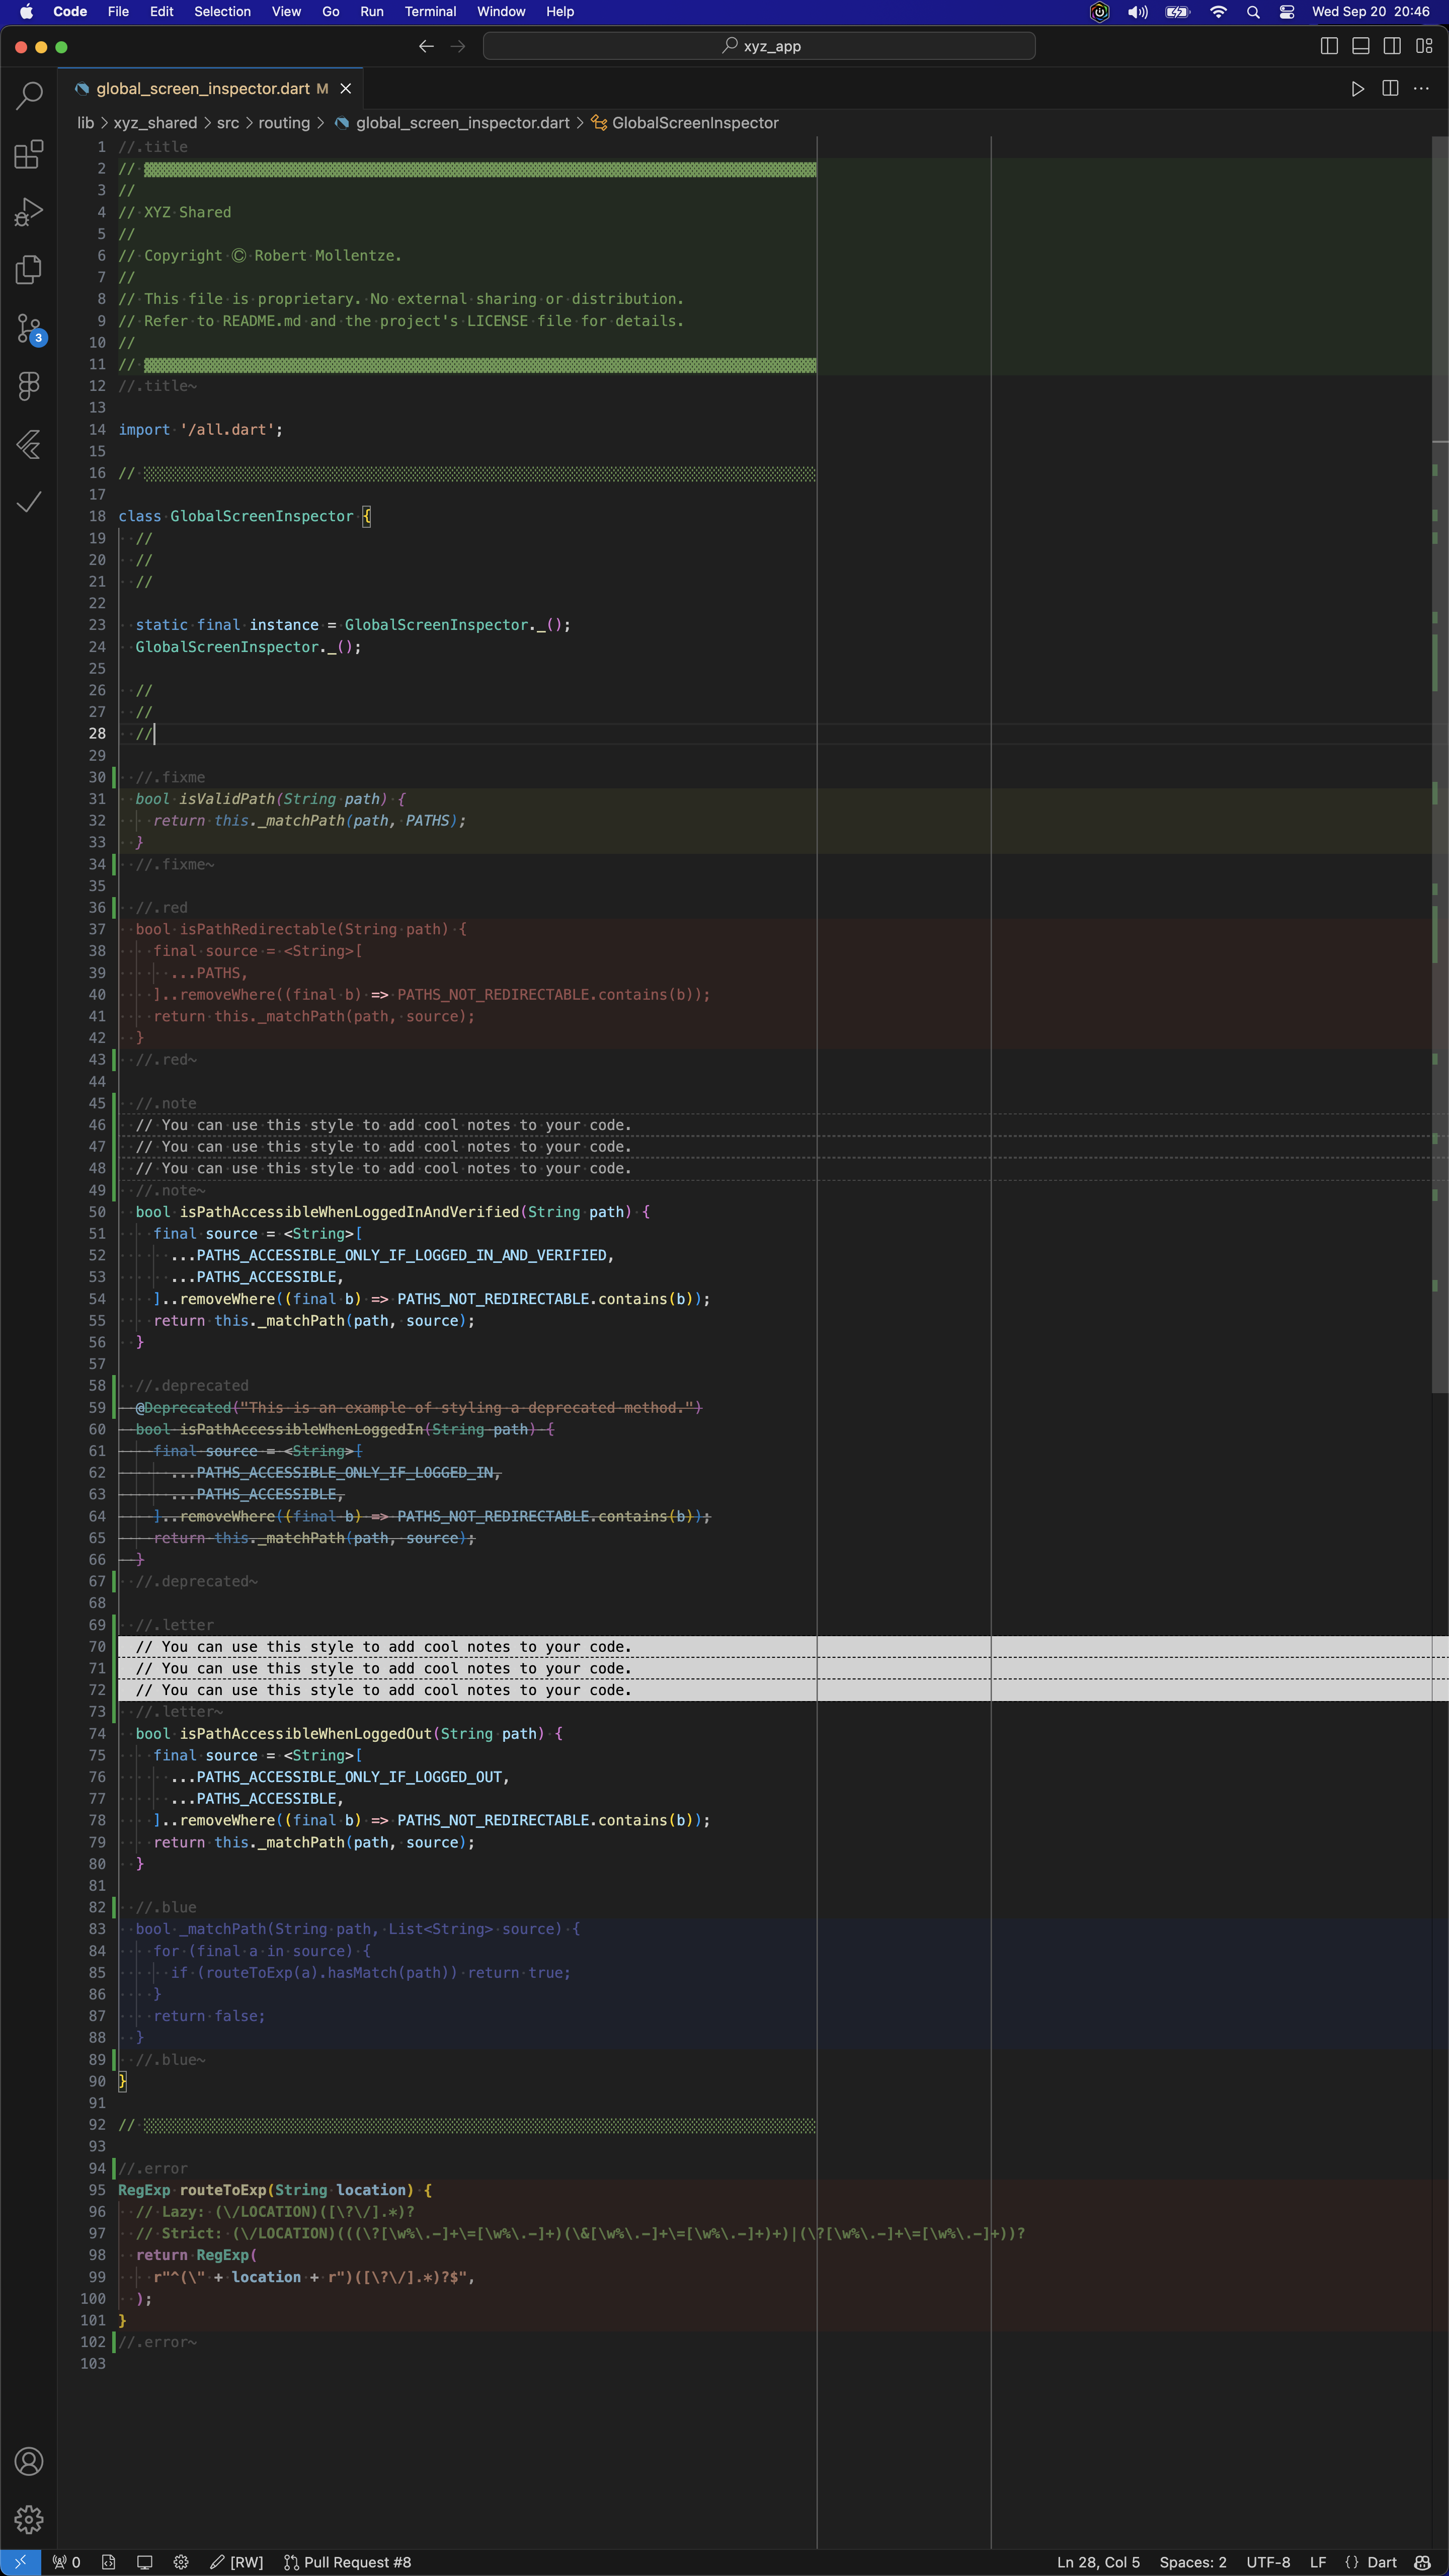 Code File Edit Selection View Go Run Terminal Window Help Wed Sep 20 20:46
xyz_app
global_screen_inspector.dart M
lib > xyz_shared > src > routing > global_screen_inspector.dart > GlobalScreenInspector
1 //.title
2 // ▓▓▓▓▓▓▓▓▓▓▓▓▓▓▓▓▓▓▓▓▓▓▓▓▓▓▓▓▓▓▓▓▓▓▓▓▓▓▓▓▓▓▓▓▓▓▓▓▓▓▓▓▓▓▓▓▓▓▓▓▓▓▓▓▓▓▓▓▓▓▓▓▓▓▓▓▓
3 //
4 // XYZ Shared
5 //
6 // Copyright Ⓒ Robert Mollentze.
7 //
8 // This file is proprietary. No external sharing or distribution.
9 // Refer to README.md and the project's LICENSE file for details.
10 //
11 // ▓▓▓▓▓▓▓▓▓▓▓▓▓▓▓▓▓▓▓▓▓▓▓▓▓▓▓▓▓▓▓▓▓▓▓▓▓▓▓▓▓▓▓▓▓▓▓▓▓▓▓▓▓▓▓▓▓▓▓▓▓▓▓▓▓▓▓▓▓▓▓▓▓▓▓▓▓
12 //.title~
13
14 import '/all.dart';
15
16 // ░░░░░░░░░░░░░░░░░░░░░░░░░░░░░░░░░░░░░░░░░░░░░░░░░░░░░░░░░░░░░░░░░░░░░░░░░░░░░
17
18 class GlobalScreenInspector {
19 //
20 //
21 //
22
23 static final instance = GlobalScreenInspector._();
24 GlobalScreenInspector._();
25
26 //
27 //
28 //
29
30 //.fixme
31 bool isValidPath(String path) {
32 return this._matchPath(path, PATHS);
33 }
34 //.fixme~
35
36 //.red
37 bool isPathRedirectable(String path) {
38 final source = <String>[
39 ...PATHS,
40 ]..removeWhere((final b) => PATHS_NOT_REDIRECTABLE.contains(b));
41 return this._matchPath(path, source);
42 }
43 //.red~
44
45 //.note
46 // You can use this style to add cool notes to your code.
47 // You can use this style to add cool notes to your code.
48 // You can use this style to add cool notes to your code.
49 //.note~
50 bool isPathAccessibleWhenLoggedInAndVerified(String path) {
51 final source = <String>[
52 ...PATHS_ACCESSIBLE_ONLY_IF_LOGGED_IN_AND_VERIFIED,
53 ...PATHS_ACCESSIBLE,
54 ]..removeWhere((final b) => PATHS_NOT_REDIRECTABLE.contains(b));
55 return this._matchPath(path, source);
56 }
57
58 //.deprecated
59 @Deprecated("This is an example of styling a deprecated method.")
60 bool isPathAccessibleWhenLoggedIn(String path) {
61 final source = <String>[
62 ...PATHS_ACCESSIBLE_ONLY_IF_LOGGED_IN,
63 ...PATHS_ACCESSIBLE,
64 ]..removeWhere((final b) => PATHS_NOT_REDIRECTABLE.contains(b));
65 return this._matchPath(path, source);
66 }
67 //.deprecated~
68
69 //.letter
70 // You can use this style to add cool notes to your code.
71 // You can use this style to add cool notes to your code.
72 // You can use this style to add cool notes to your code.
73 //.letter~
74 bool isPathAccessibleWhenLoggedOut(String path) {
75 final source = <String>[
76 ...PATHS_ACCESSIBLE_ONLY_IF_LOGGED_OUT,
77 ...PATHS_ACCESSIBLE,
78 ]..removeWhere((final b) => PATHS_NOT_REDIRECTABLE.contains(b));
79 return this._matchPath(path, source);
80 }
81
82 //.blue
83 bool _matchPath(String path, List<String> source) {
84 for (final a in source) {
85 if (routeToExp(a).hasMatch(path)) return true;
86 }
87 return false;
88 }
89 //.blue~
90 }
91
92 // ░░░░░░░░░░░░░░░░░░░░░░░░░░░░░░░░░░░░░░░░░░░░░░░░░░░░░░░░░░░░░░░░░░░░░░░░░░░░░
93
94 //.error
95 RegExp routeToExp(String location) {
96 // Lazy: (\/LOCATION)([\?\/].*)?
97 // Strict: (\/LOCATION)(((\?[\w%\.-]+\=[\w%\.-]+)(\&[\w%\.-]+\=[\w%\.-]+)+)|(\?[\w%\.-]+\=[\w%\.-]+))?
98 return RegExp(
99 r"^(\" + location + r")([\?\/].*)?$",
100 );
101 }
102 //.error~
103
3
0 [RW] Pull Request #8 Ln 28, Col 5 Spaces: 2 UTF-8 LF {} Dart